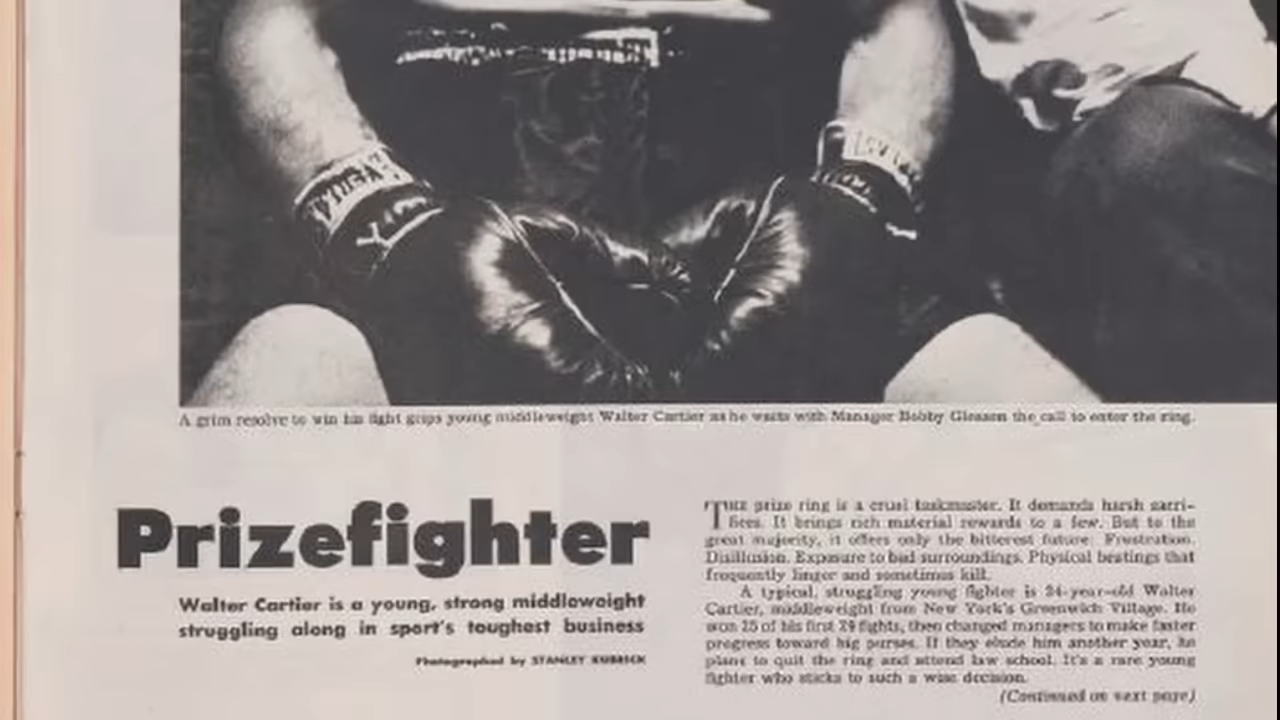 A grim resolve to win his fight grips young middleweight Walter Cartier as he waits with Manager Bobby Gleason the call to enter the ring.
Prizefighter
Walter Cartier is a young, strong middleweight
struggling along in sport's toughest business
Photographed by STANLEY KUBRICK
THE prize ring is a cruel taskmaster. It demands harsh sacri-
fices. It brings rich material rewards to a few. But to the
great majority, it offers only the bitterest future: Frustration.
Disillusion. Exposure to bad surroundings. Physical beatings that
frequently linger and sometimes kill.
A typical, struggling young fighter is 24-year-old Walter
Cartier, middleweight from New York's Greenwich Village. He
won 25 of his first 29 fights, then changed managers to make faster
progress toward big purses. If they elude him another year, he
plans to quit the ring and attend law school. It's a rare young
fighter who sticks to such a wise decision.
(Continued on next page)